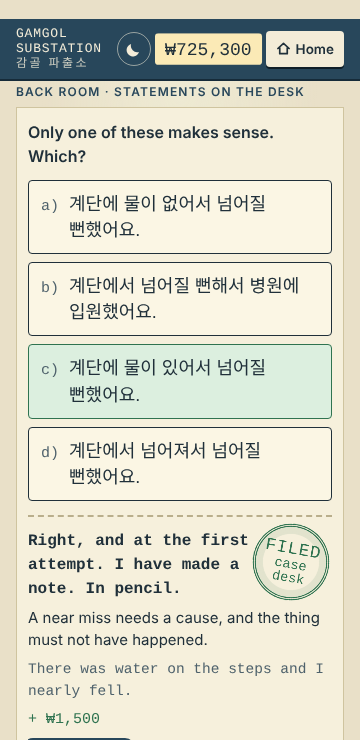 GAMGOL
SUBSTATION
감골 파출소
₩725,300
Home
BACK ROOM · STATEMENTS ON THE DESK
Only one of these makes sense.
Which?
a) 계단에 물이 없어서 넘어질
뻔했어요.
b) 계단에서 넘어질 뻔해서 병원에
입원했어요.
c) 계단에 물이 있어서 넘어질
뻔했어요.
d) 계단에서 넘어져서 넘어질
뻔했어요.
Right, and at the first
attempt. I have made a
note. In pencil.
FILED
case
desk
A near miss needs a cause, and the thing
must not have happened.
There was water on the steps and I
nearly fell.
+ ₩1,500